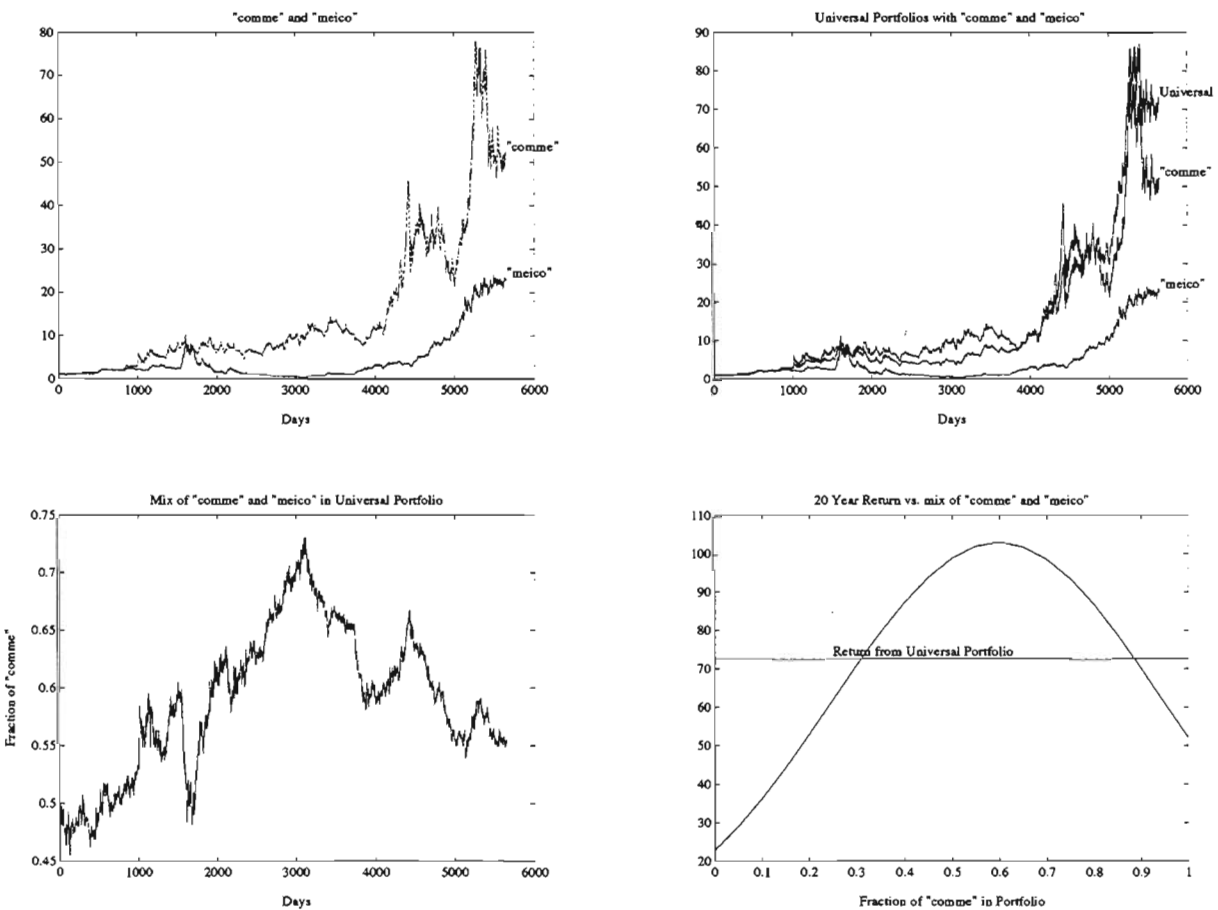 "comme" and "meico"
80
70
60
50
40
30
20
10
0
0 1000 2000 3000 4000 5000 6000
Days
"comme"
"meico"
Universal Portfolios with "comme" and "meico"
90
80
70
60
50
40
30
20
10
0
0 1000 2000 3000 4000 5000 6000
Days
Universal
"comme"
"meico"
Mix of "comme" and "meico" in Universal Portfolio
Fraction of "comme"
0.75
0.7
0.65
0.6
0.55
0.5
0.45
0 1000 2000 3000 4000 5000 6000
Days
20 Year Return vs. mix of "comme" and "meico"
110
100
90
80
70
60
50
40
30
20
Return from Universal Portfolio
0 0.1 0.2 0.3 0.4 0.5 0.6 0.7 0.8 0.9 1
Fraction of "comme" in Portfolio